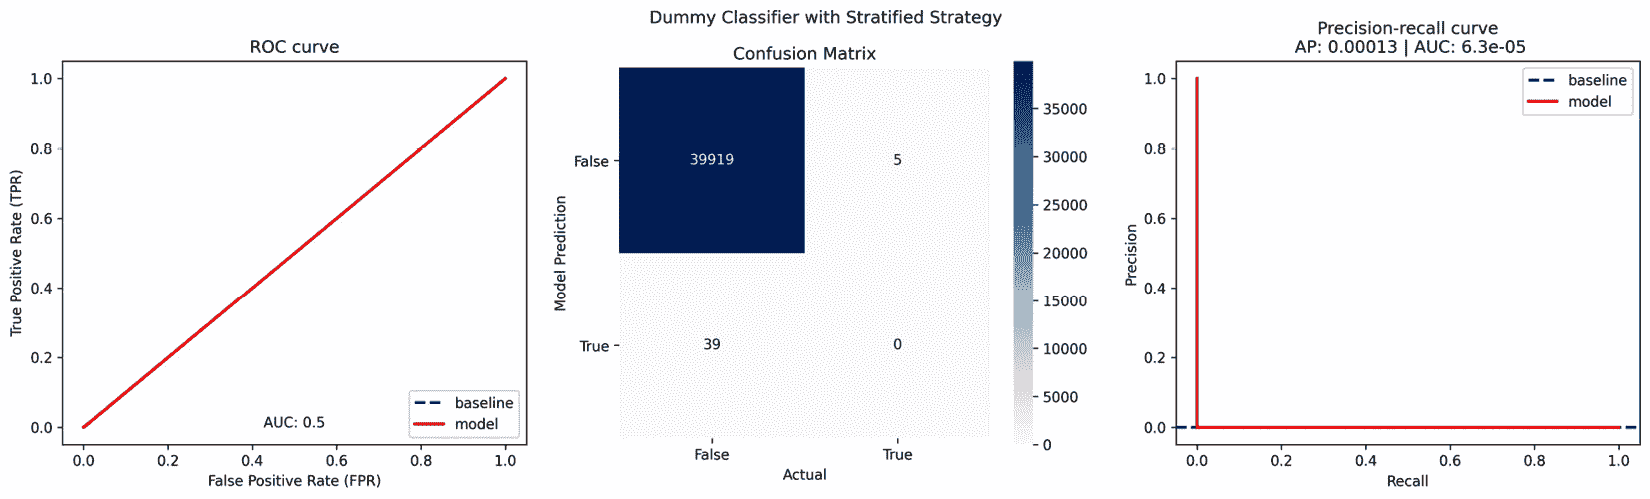 Dummy Classifier with Stratified Strategy
ROC curve
True Positive Rate (TPR)
1.0
0.8
0.6
0.4
0.2
0.0
AUC: 0.5
baseline
model
0.0 0.2 0.4 0.6 0.8 1.0
False Positive Rate (FPR)
Confusion Matrix
Model Prediction
False
39919 5
True
39 0
False True
Actual
35000
30000
25000
20000
15000
10000
5000
0
Precision-recall curve
AP: 0.00013 | AUC: 6.3e-05
baseline
model
Precision
1.0
0.8
0.6
0.4
0.2
0.0
0.0 0.2 0.4 0.6 0.8 1.0
Recall